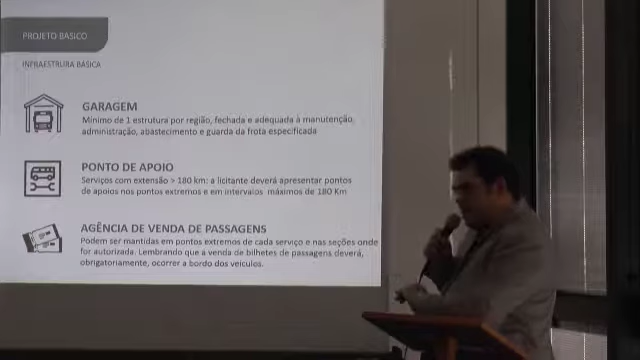 PROJETO BASICO
INFRAESTRUIRA BASICA
GARAGEM
Mínimo de 1 estrutura por região, fechada e adequada à manutenção,
administração, abastecimento e guarda da frota especificada
PONTO DE APOIO
Serviços com extensão > 180 km: a licitante deverá apresentar pontos
de apoios nos pontos extremos e em intervalos máximos de 180 Km
AGÊNCIA DE VENDA DE PASSAGENS
Podem ser mantidas em pontos extremos de cada serviço e nas seções onde
for autorizada. Lembrando que a venda de bilhetes de passagens deverá,
obrigatoriamente, ocorrer a bordo dos veículos.